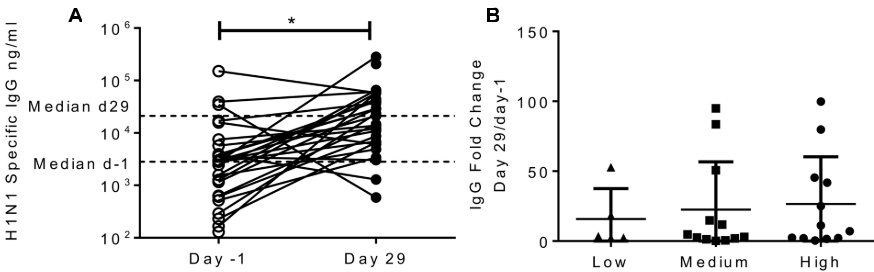 A
H1N1 Specific IgG ng/ml
10^6
10^5
10^4
10^3
10^2
*
Median d29
Median d-1
Day -1
Day 29
B
IgG Fold Change
Day 29/day-1
150
100
50
0
Low
Medium
High